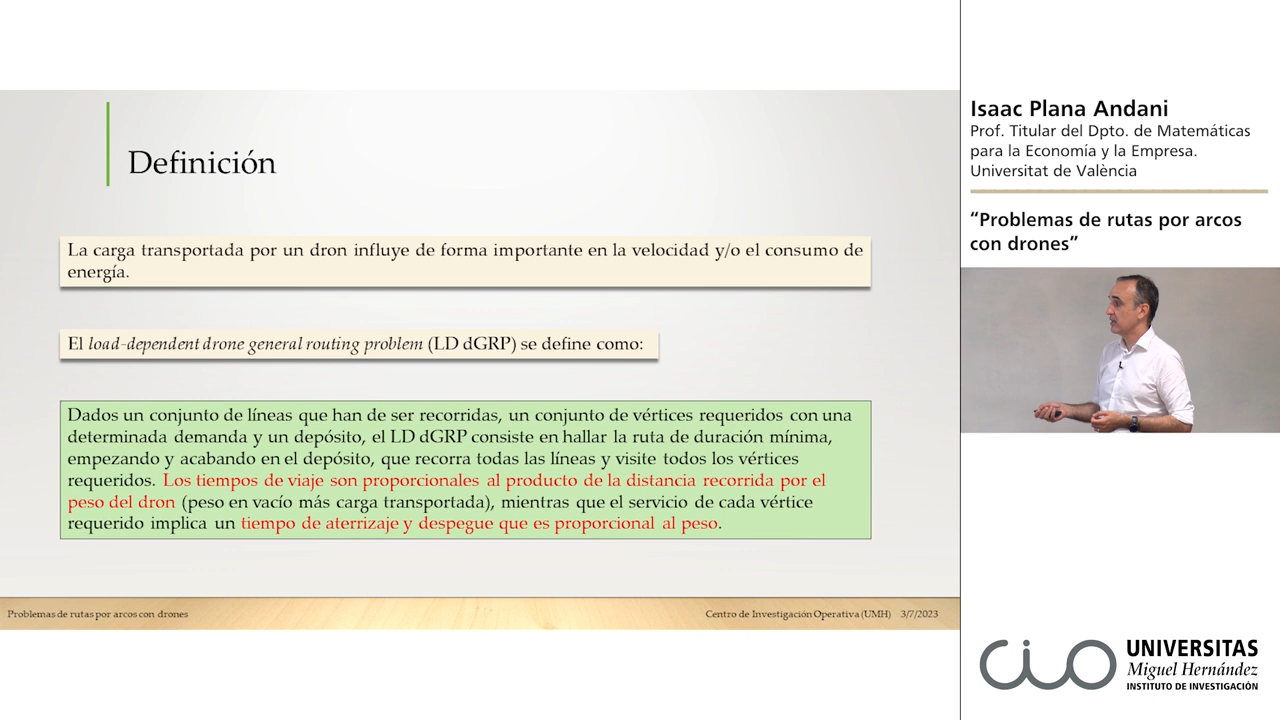 Definición
La carga transportada por un dron influye de forma importante en la velocidad y/o el consumo de
energía.
El load-dependent drone general routing problem (LD dGRP) se define como:
Dados un conjunto de líneas que han de ser recorridas, un conjunto de vértices requeridos con una
determinada demanda y un depósito, el LD dGRP consiste en hallar la ruta de duración mínima,
empezando y acabando en el depósito, que recorra todas las líneas y visite todos los vértices
requeridos. Los tiempos de viaje son proporcionales al producto de la distancia recorrida por el
peso del dron (peso en vacío más carga transportada), mientras que el servicio de cada vértice
requerido implica un tiempo de aterrizaje y despegue que es proporcional al peso.
Problemas de rutas por arcos con drones
Centro de Investigación Operativa (UMH) 3/7/2023
Isaac Plana Andani
Prof. Titular del Dpto. de Matemáticas
para la Economía y la Empresa.
Universitat de València
“Problemas de rutas por arcos
con drones”
cio
UNIVERSITAS
Miguel Hernández
INSTITUTO DE INVESTIGACIÓN